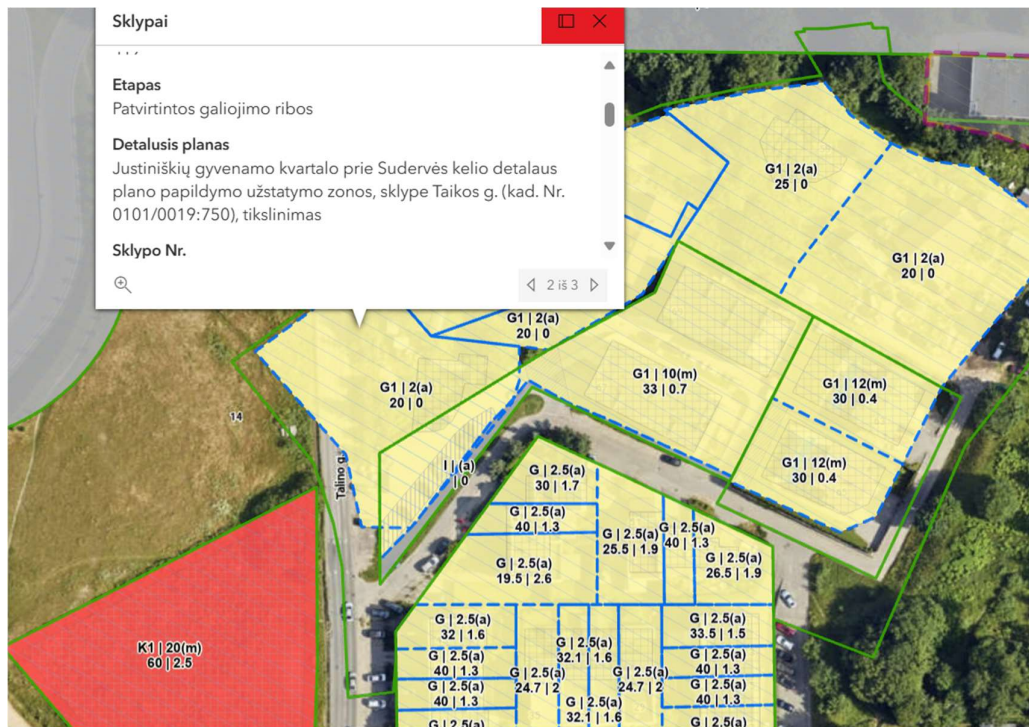 Sklypai
Etapas
Patvirtintos galiojimo ribos
Detalusis planas
Justiniškių gyvenamo kvartalo prie Sudervės kelio detalaus
plano papildymo užstatymo zonos, sklype Taikos g. (kad. Nr.
0101/0019:750), tikslinimas
Sklypo Nr.
2 iš 3
G1 | 2(a)
25 | 0
G1 | 2(a)
20 | 0
G1 | 2(a)
20 | 0
G1 | 10(m)
33 | 0.7
G1 | 12(m)
30 | 0.4
G1 | 2(a)
20 | 0
14
G1 | 12(m)
30 | 0.4
Talino g.
I | (a)
| 0
G | 2.5(a)
30 | 1.7
G | 2.5(a)
40 | 1.3
G | 2.5(a)
25.5 | 1.9
G | 2.5(a)
40 | 1.3
G | 2.5(a)
26.5 | 1.9
G | 2.5(a)
19.5 | 2.6
G | 2.5(a)
32 | 1.6
G | 2.5(a)
33.5 | 1.5
G | 2.5(a)
32.1 | 1.6
K1 | 20(m)
60 | 2.5
G | 2.5(a)
40 | 1.3
G | 2.5(a)
40 | 1.3
G | 2.5(a)
24.7 | 2
G | 2.5(a)
24.7 | 2
G | 2.5(a)
40 | 1.3
G | 2.5(a)
40 | 1.3
G | 2.5(a)
32.1 | 1.6
G | 2.5(a)
G | 2.5(a)